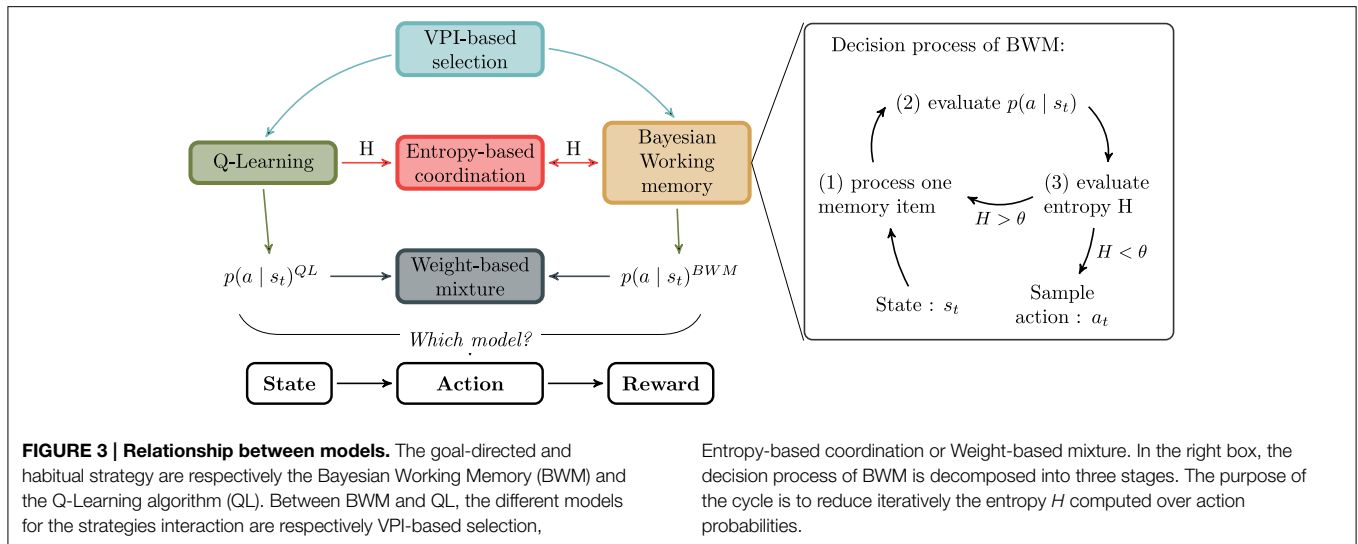 VPI-based
selection
Q-Learning
H
Entropy-based
coordination
H
Bayesian
Working
memory
p(a | s_t)^{QL}
Weight-based
mixture
p(a | s_t)^{BWM}
Which model?
State
Action
Reward
Decision process of BWM:
(2) evaluate p(a | s_t)
(1) process one
memory item
(3) evaluate
entropy H
H > θ
H < θ
State : s_t
Sample
action : a_t
FIGURE 3 | Relationship between models. The goal-directed and
habitual strategy are respectively the Bayesian Working Memory (BWM) and
the Q-Learning algorithm (QL). Between BWM and QL, the different models
for the strategies interaction are respectively VPI-based selection,
Entropy-based coordination or Weight-based mixture. In the right box, the
decision process of BWM is decomposed into three stages. The purpose of
the cycle is to reduce iteratively the entropy H computed over action
probabilities.